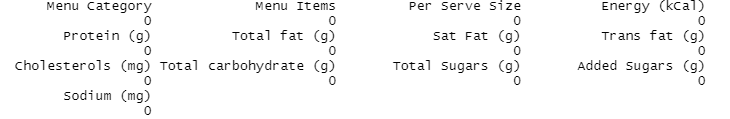 Menu Category Menu Items Per Serve Size Energy (kCal)
0 0 0 0
Protein (g) Total fat (g) Sat Fat (g) Trans fat (g)
0 0 0 0
Cholesterols (mg) Total carbohydrate (g) Total Sugars (g) Added Sugars (g)
0 0 0 0
Sodium (mg)
0